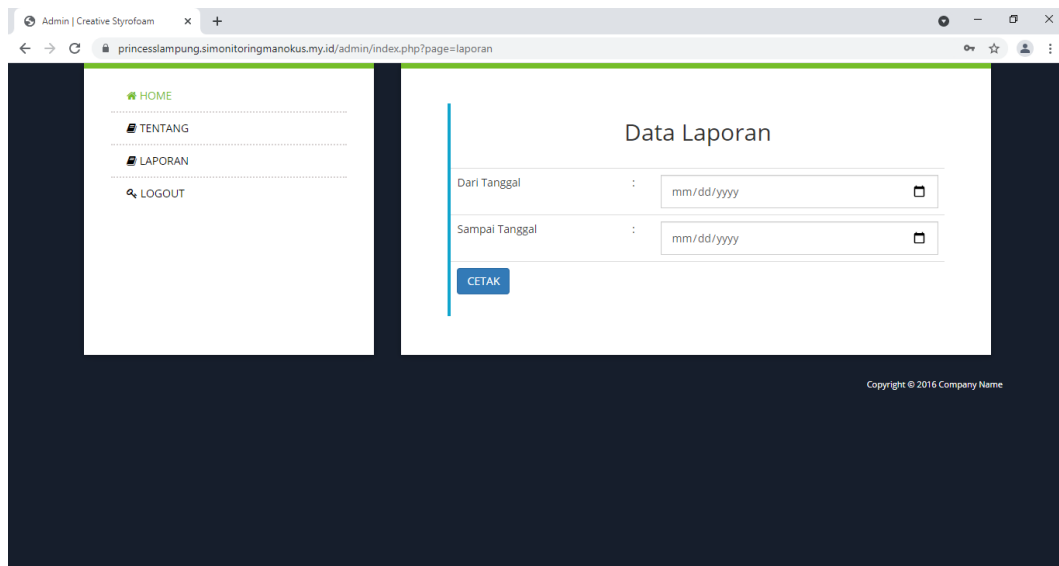 Admin | Creative Styrofoam
princesslampung.simonitoringmanokus.my.id/admin/index.php?page=laporan
HOME
TENTANG
LAPORAN
LOGOUT
Data Laporan
Dari Tanggal : mm/dd/yyyy
Sampai Tanggal : mm/dd/yyyy
CETAK
Copyright © 2016 Company Name